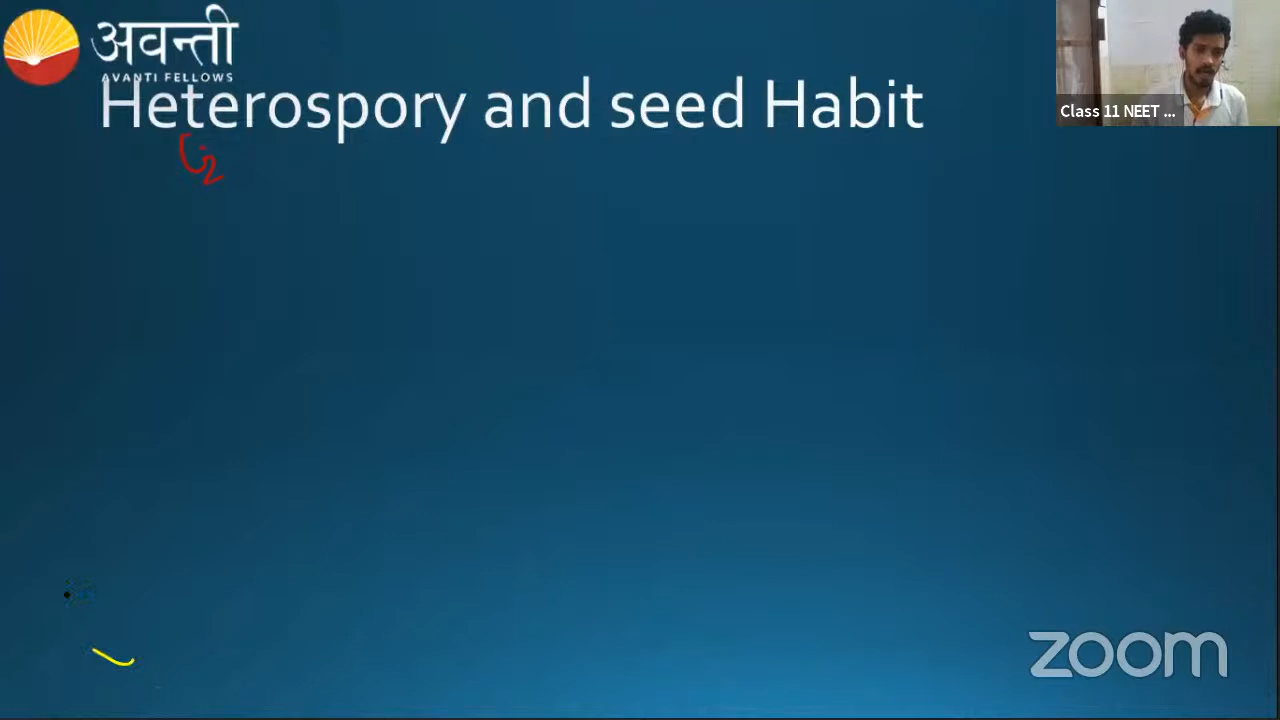 अवन्ती
AVANTI FELLOWS
Heterospory and seed Habit
Class 11 NEET ...
zoom